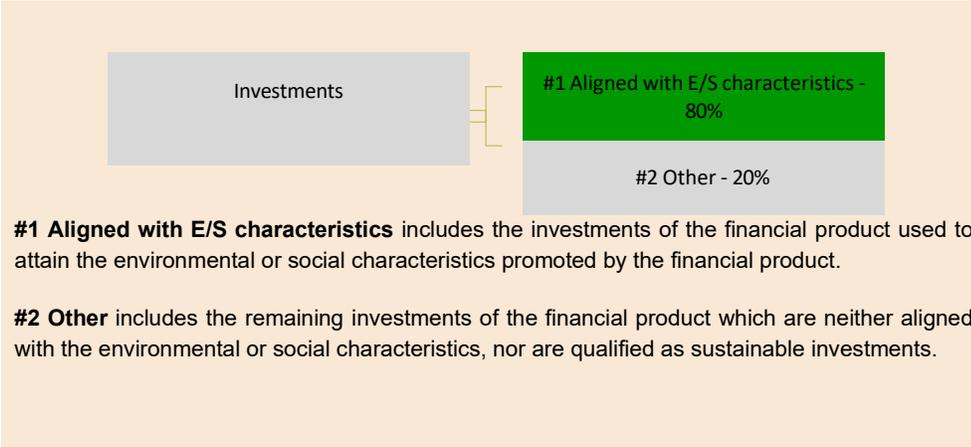 Investments
#1 Aligned with E/S characteristics -
80%
#2 Other - 20%
#1 Aligned with E/S characteristics includes the investments of the financial product used to
attain the environmental or social characteristics promoted by the financial product.
#2 Other includes the remaining investments of the financial product which are neither aligned
with the environmental or social characteristics, nor are qualified as sustainable investments.